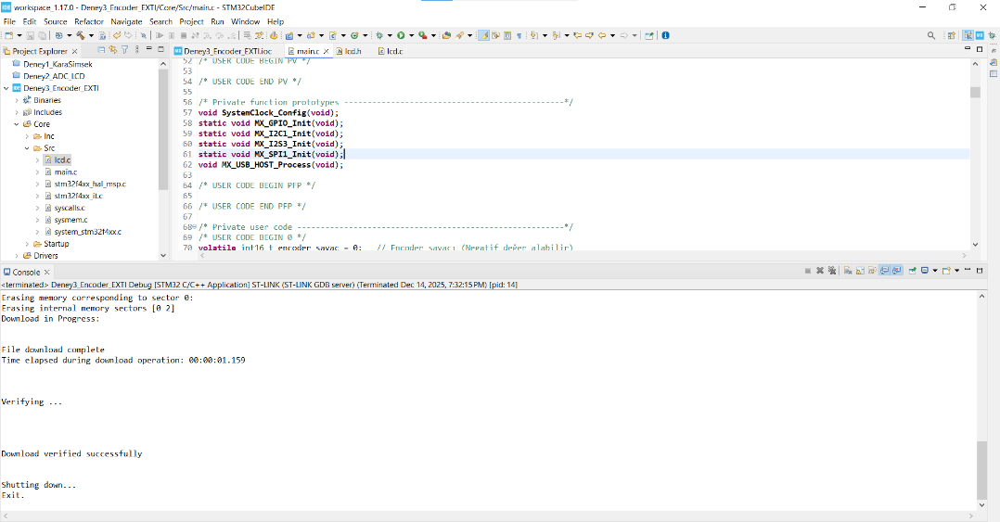 workspace_1.17.0 - Deney3_Encoder_EXTI/Core/Src/main.c - STM32CubeIDE
File Edit Source Refactor Navigate Search Project Run Window Help
Project Explorer
Deney1_KaraSimsek
Deney2_ADC_LCD
Deney3_Encoder_EXTI
Binaries
Includes
Core
Inc
Src
lcd.c
main.c
stm32f4xx_hal_msp.c
stm32f4xx_it.c
syscalls.c
sysmem.c
system_stm32f4xx.c
Startup
Drivers
Deney3_Encoder_EXTI.ioc main.c lcd.h lcd.c
52 /* USER CODE BEGIN PV */
53
54 /* USER CODE END PV */
55
56 /* Private function prototypes -----------------------------------------------*/
57 void SystemClock_Config(void);
58 static void MX_GPIO_Init(void);
59 static void MX_I2C1_Init(void);
60 static void MX_I2S3_Init(void);
61 static void MX_SPI1_Init(void);
62 void MX_USB_HOST_Process(void);
63
64 /* USER CODE BEGIN PFP */
65
66 /* USER CODE END PFP */
67
68 /* Private user code ---------------------------------------------------------*/
69 /* USER CODE BEGIN 0 */
70 volatile int16_t encoder_sayac = 0; // Encoder sayacı (Negatif değer alabilir)
Console
<terminated> Deney3_Encoder_EXTI Debug [STM32 C/C++ Application] ST-LINK (ST-LINK GDB server) (Terminated Dec 14, 2025, 7:32:15 PM) [pid: 14]
Erasing memory corresponding to sector 0:
Erasing internal memory sectors [0 2]
Download in Progress:
File download complete
Time elapsed during download operation: 00:00:01.159
Verifying ...
Download verified successfully
Shutting down...
Exit.